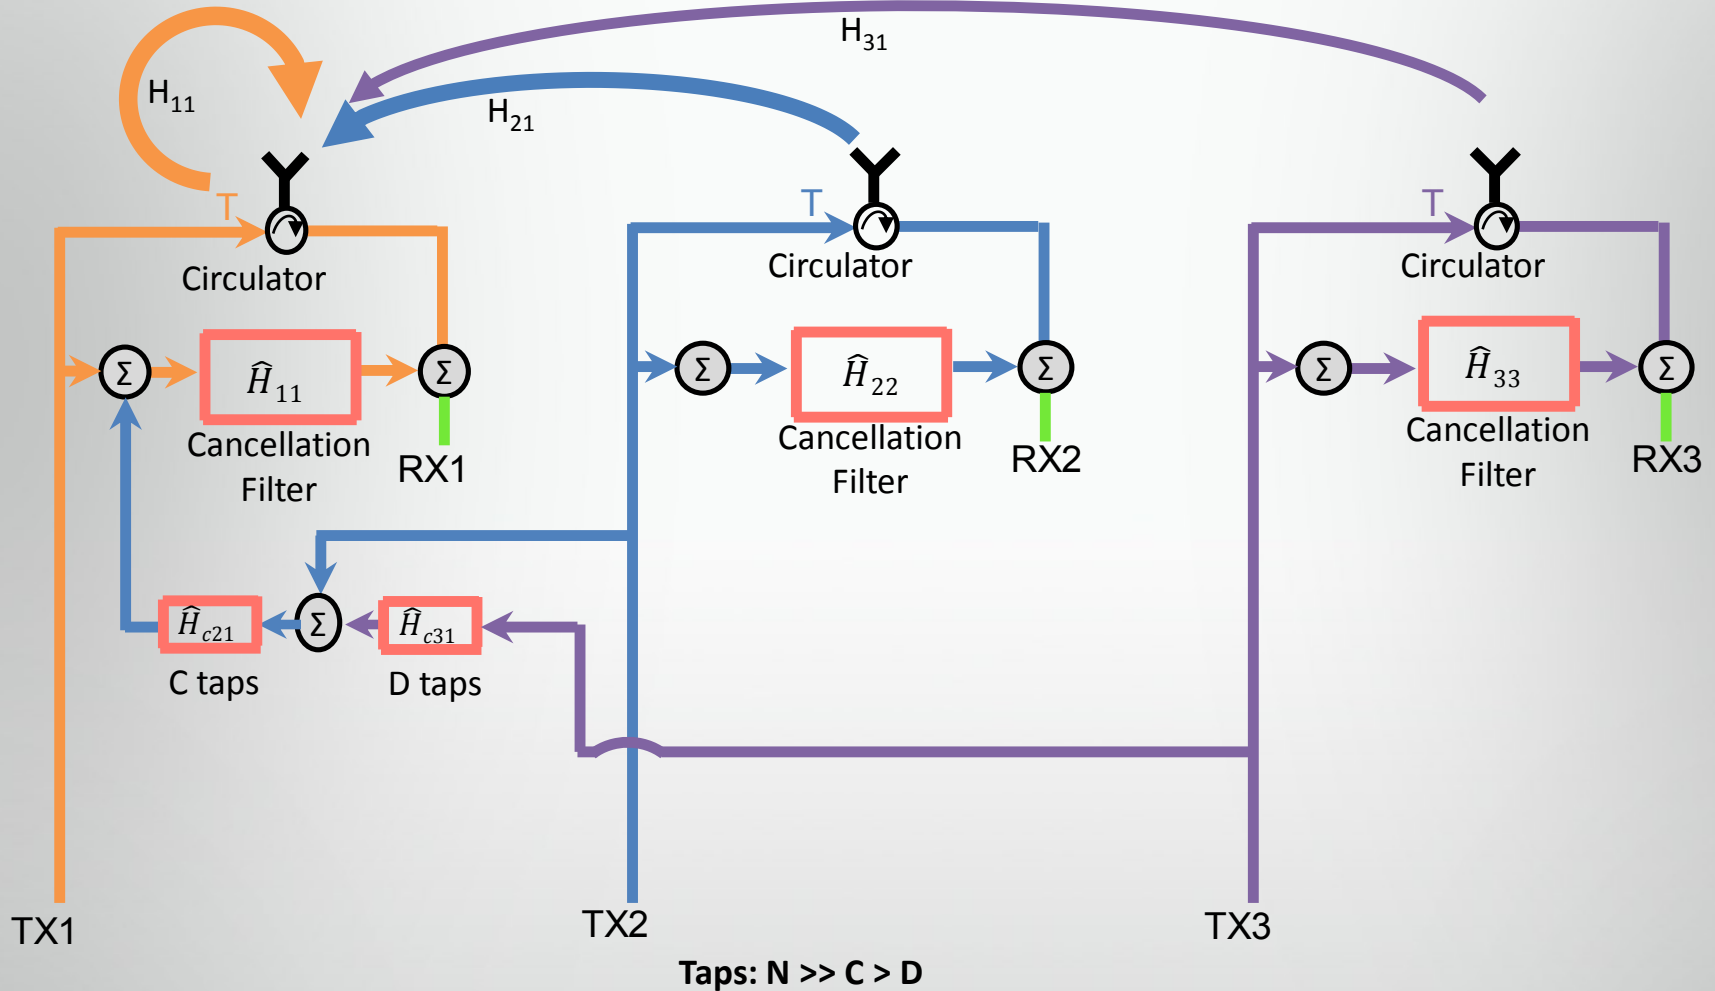 H₃₁
H₁₁
H₂₁
T
T
T
Circulator
Circulator
Circulator
Σ
Ĥ₁₁
Σ
Σ
Ĥ₂₂
Σ
Σ
Ĥ₃₃
Σ
Cancellation
Filter
RX1
Cancellation
Filter
RX2
Cancellation
Filter
RX3
Ĥc21
Σ
Ĥc31
C taps
D taps
TX1
TX2
TX3
Taps: N >> C > D